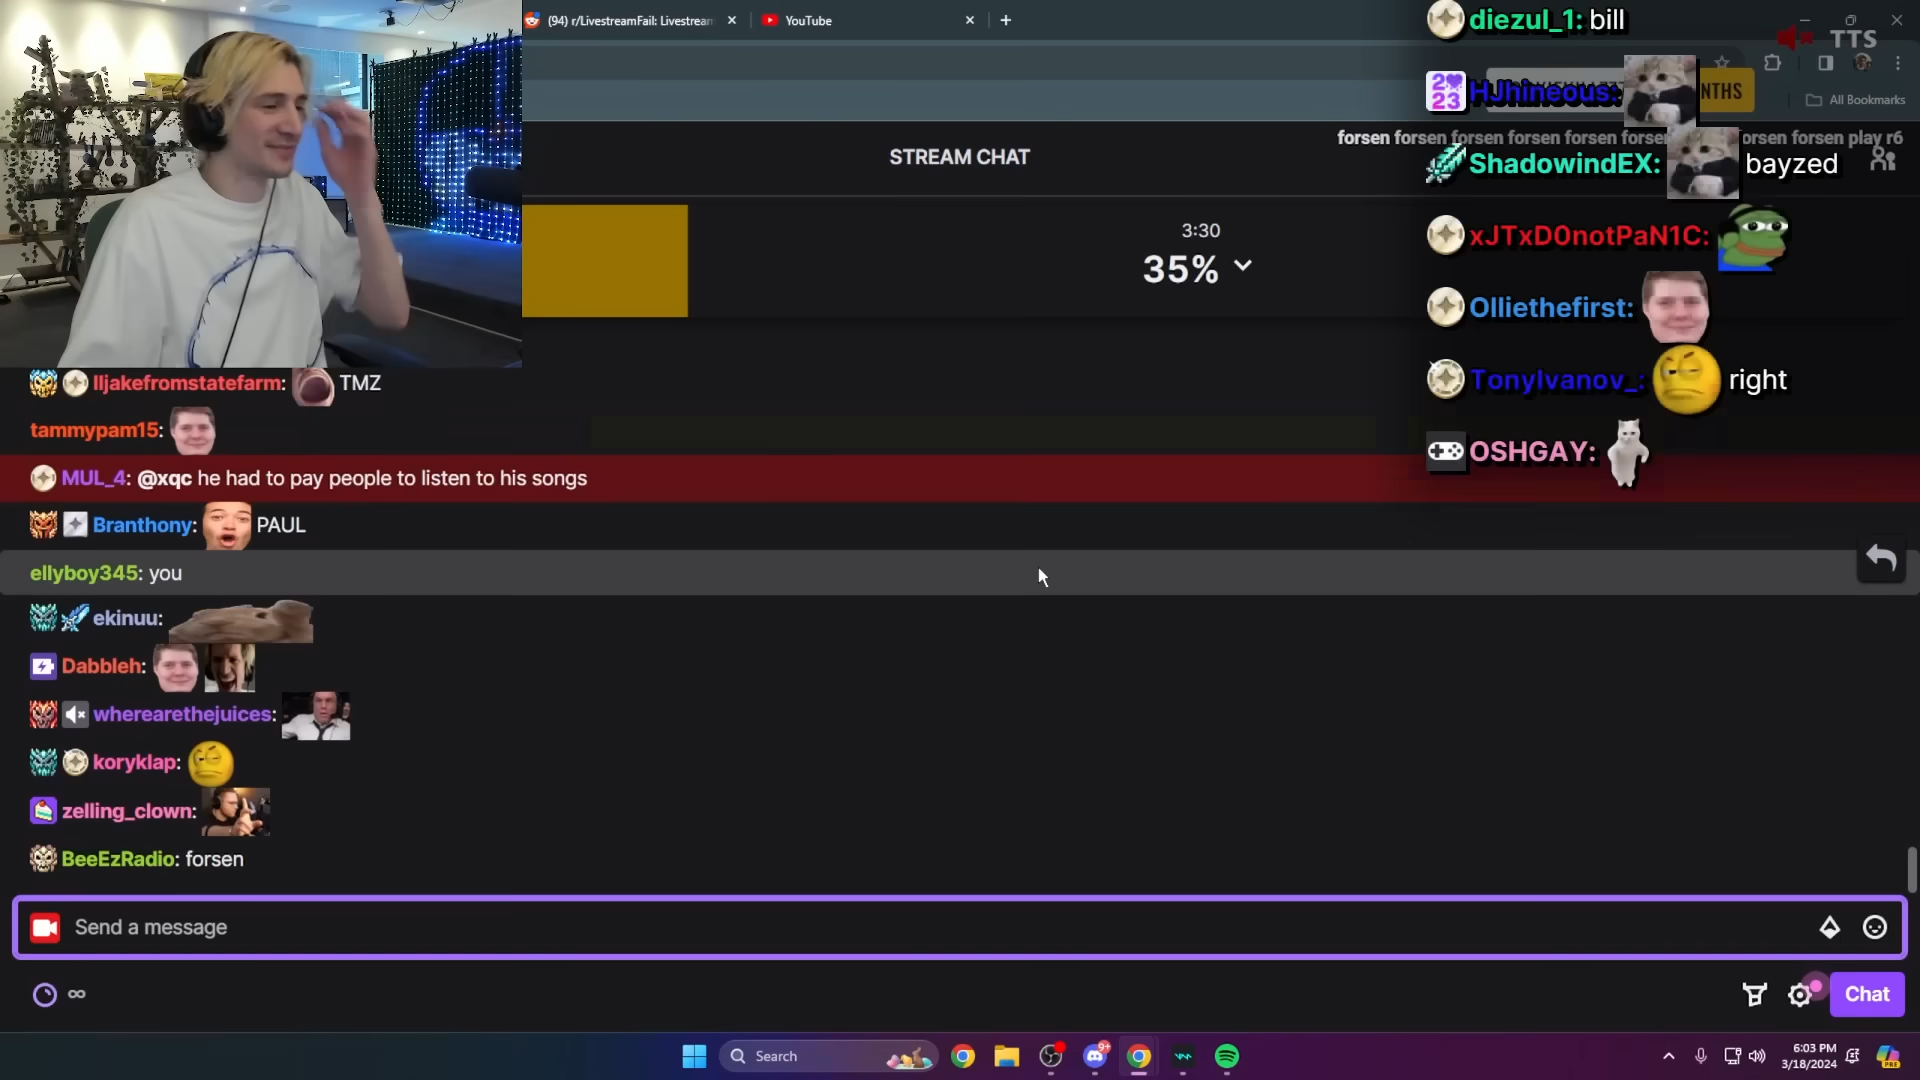 (94) r/LivestreamFail: Livestream
YouTube
diezul_1: bill
TTS
HJhineous:
NTHS
All Bookmarks
forsen forsen forsen forsen forsen forsen
orsen forsen play r6
STREAM CHAT
ShadowindEX: bayzed
3:30
35%
xJTxD0notPaN1C:
Olliethefirst:
TonyIvanov_: right
OSHGAY:
lljakefromstatefarm: TMZ
tammypam15:
MUL_4: @xqc he had to pay people to listen to his songs
Branthony: PAUL
ellyboy345: you
ekinuu:
Dabbleh:
wherearethejuices:
koryklap:
zelling_clown:
BeeEzRadio: forsen
Send a message
Chat
Search
9+
6:03 PM
3/18/2024